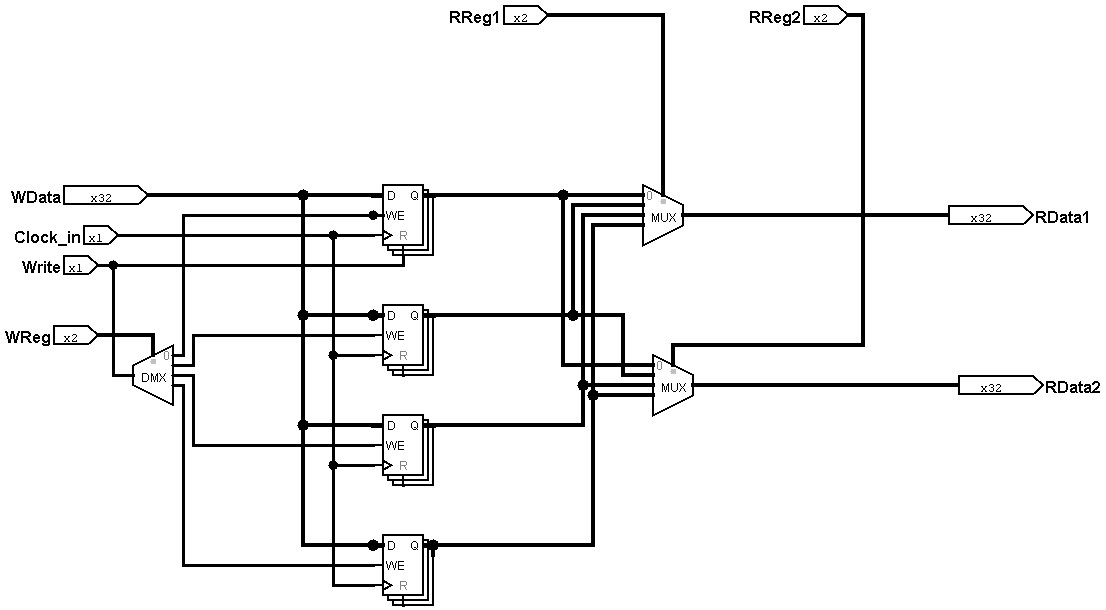 RReg1 x2 RReg2 x2
WData x32 D Q 0
WE MUX x32 RData1
Clock_in x1 R
Write x1
D Q
WReg x2 WE
0 R 0
DMX MUX x32 RData2
D Q
WE
R
D Q
WE
R